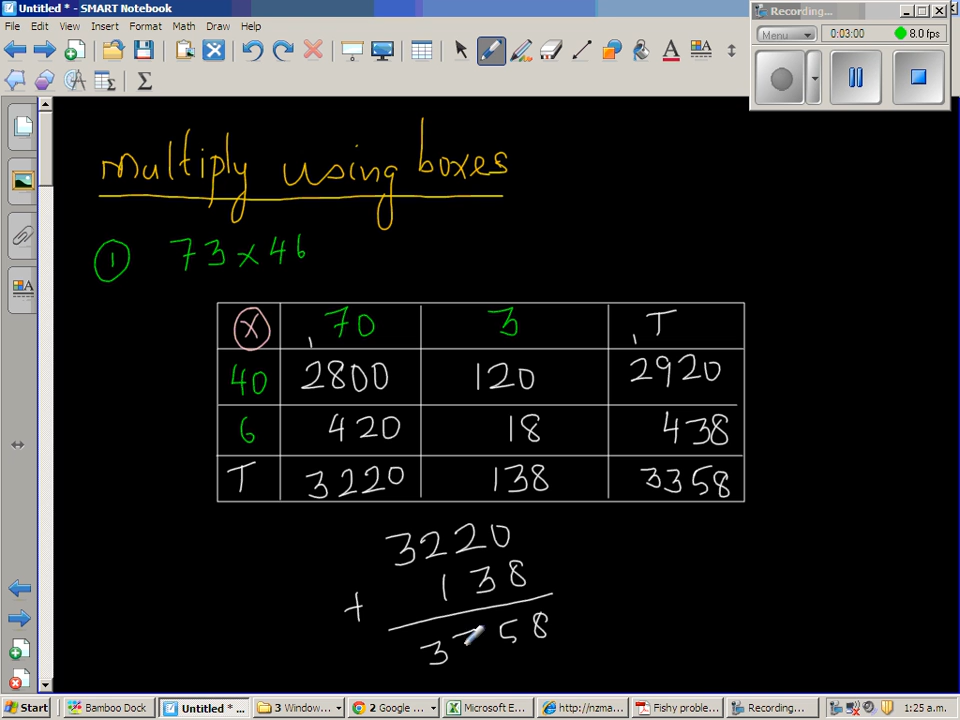 Untitled * - SMART Notebook
Recording...
File Edit View Insert Format Math Draw Help
Menu 0:03:00 8.0 fps
Multiply using boxes
1 73 x 46
X 70 3 T
40 2800 120 2920
6 420 18 438
T 3220 138 3358
3220
+ 138
58
Start Bamboo Dock Untitled * ... 3 Window... 2 Google ... Microsoft E... http://nzma... Fishy proble... Recording... 1:25 a.m.